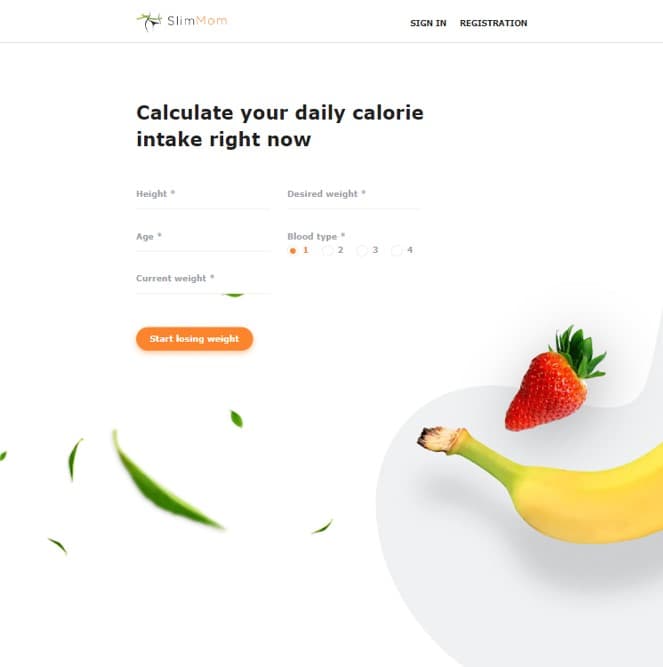 SlimMom
SIGN IN REGISTRATION
Calculate your daily calorie
intake right now
Height *
Desired weight *
Age *
Blood type *
1 2 3 4
Current weight *
Start losing weight